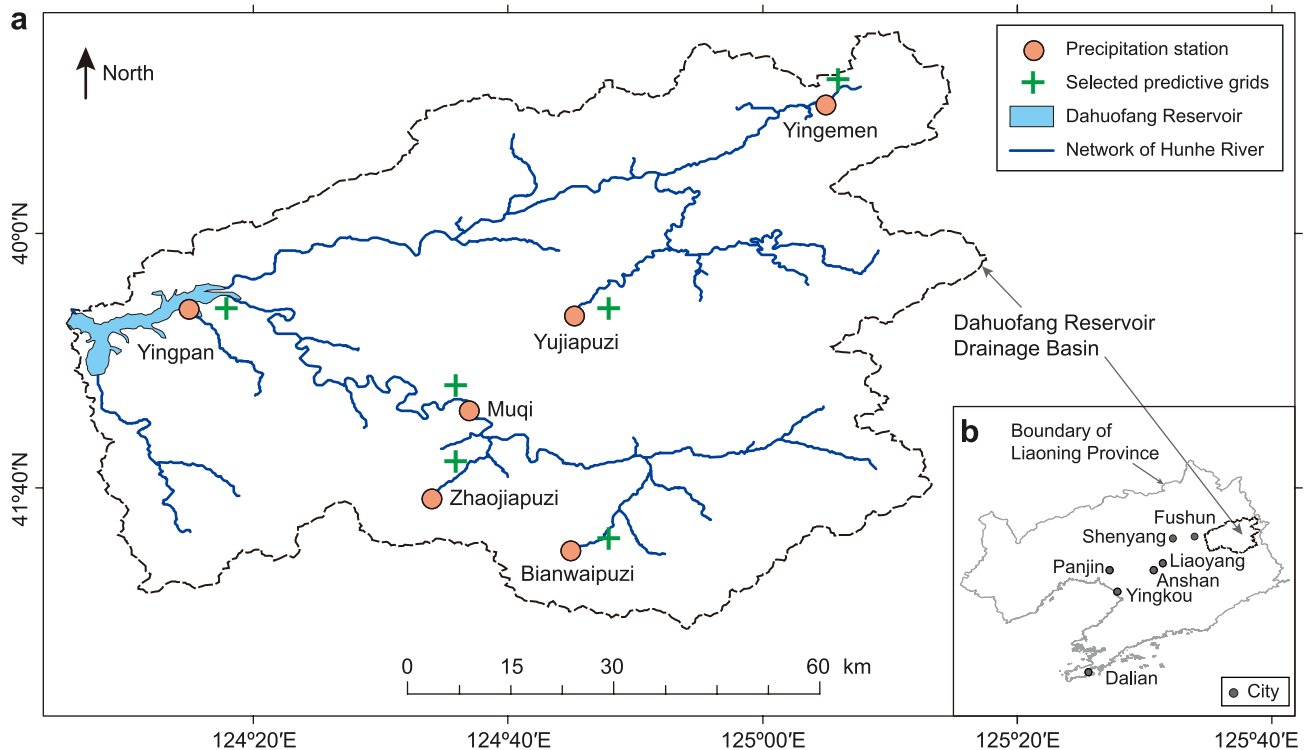 a
North
Precipitation station
Selected predictive grids
Dahuofang Reservoir
Network of Hunhe River
Yingemen
40°0′N
Yingpan
Yujiapuzi
Dahuofang Reservoir
Drainage Basin
Muqi
41°40′N
Zhaojiapuzi
Bianwaipuzi
b
Boundary of
Liaoning Province
Fushun
Shenyang
Liaoyang
Panjin
Anshan
Yingkou
Dalian
City
0 15 30 60 km
124°20′E 124°40′E 125°00′E 125°20′E 125°40′E